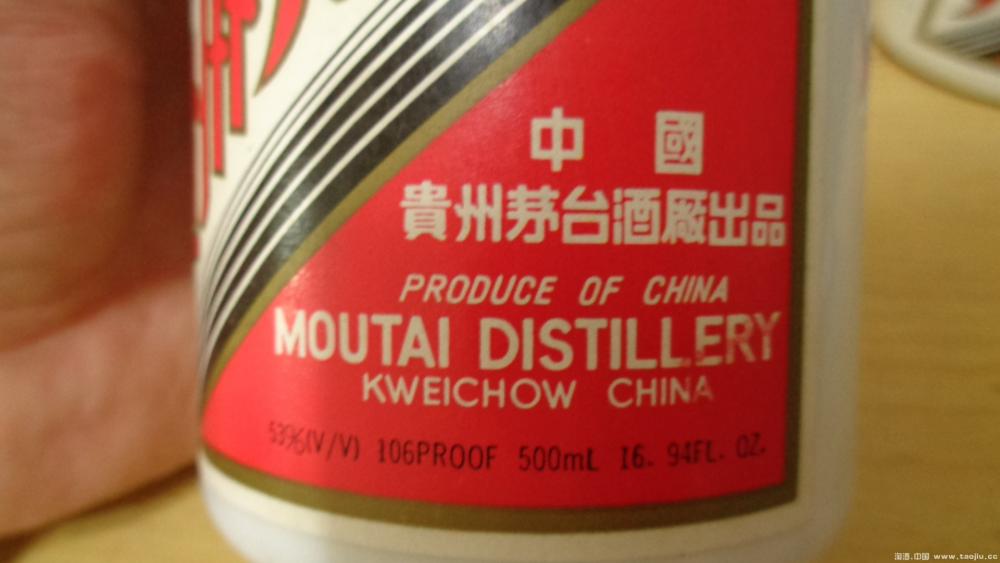 中國
貴州茅台酒廠出品
PRODUCE OF CHINA
MOUTAI DISTILLERY
KWEICHOW CHINA
53%(V/V) 106PROOF 500mL 16. 94FL. OZ.
淘酒.中国 www.taojiu.cc